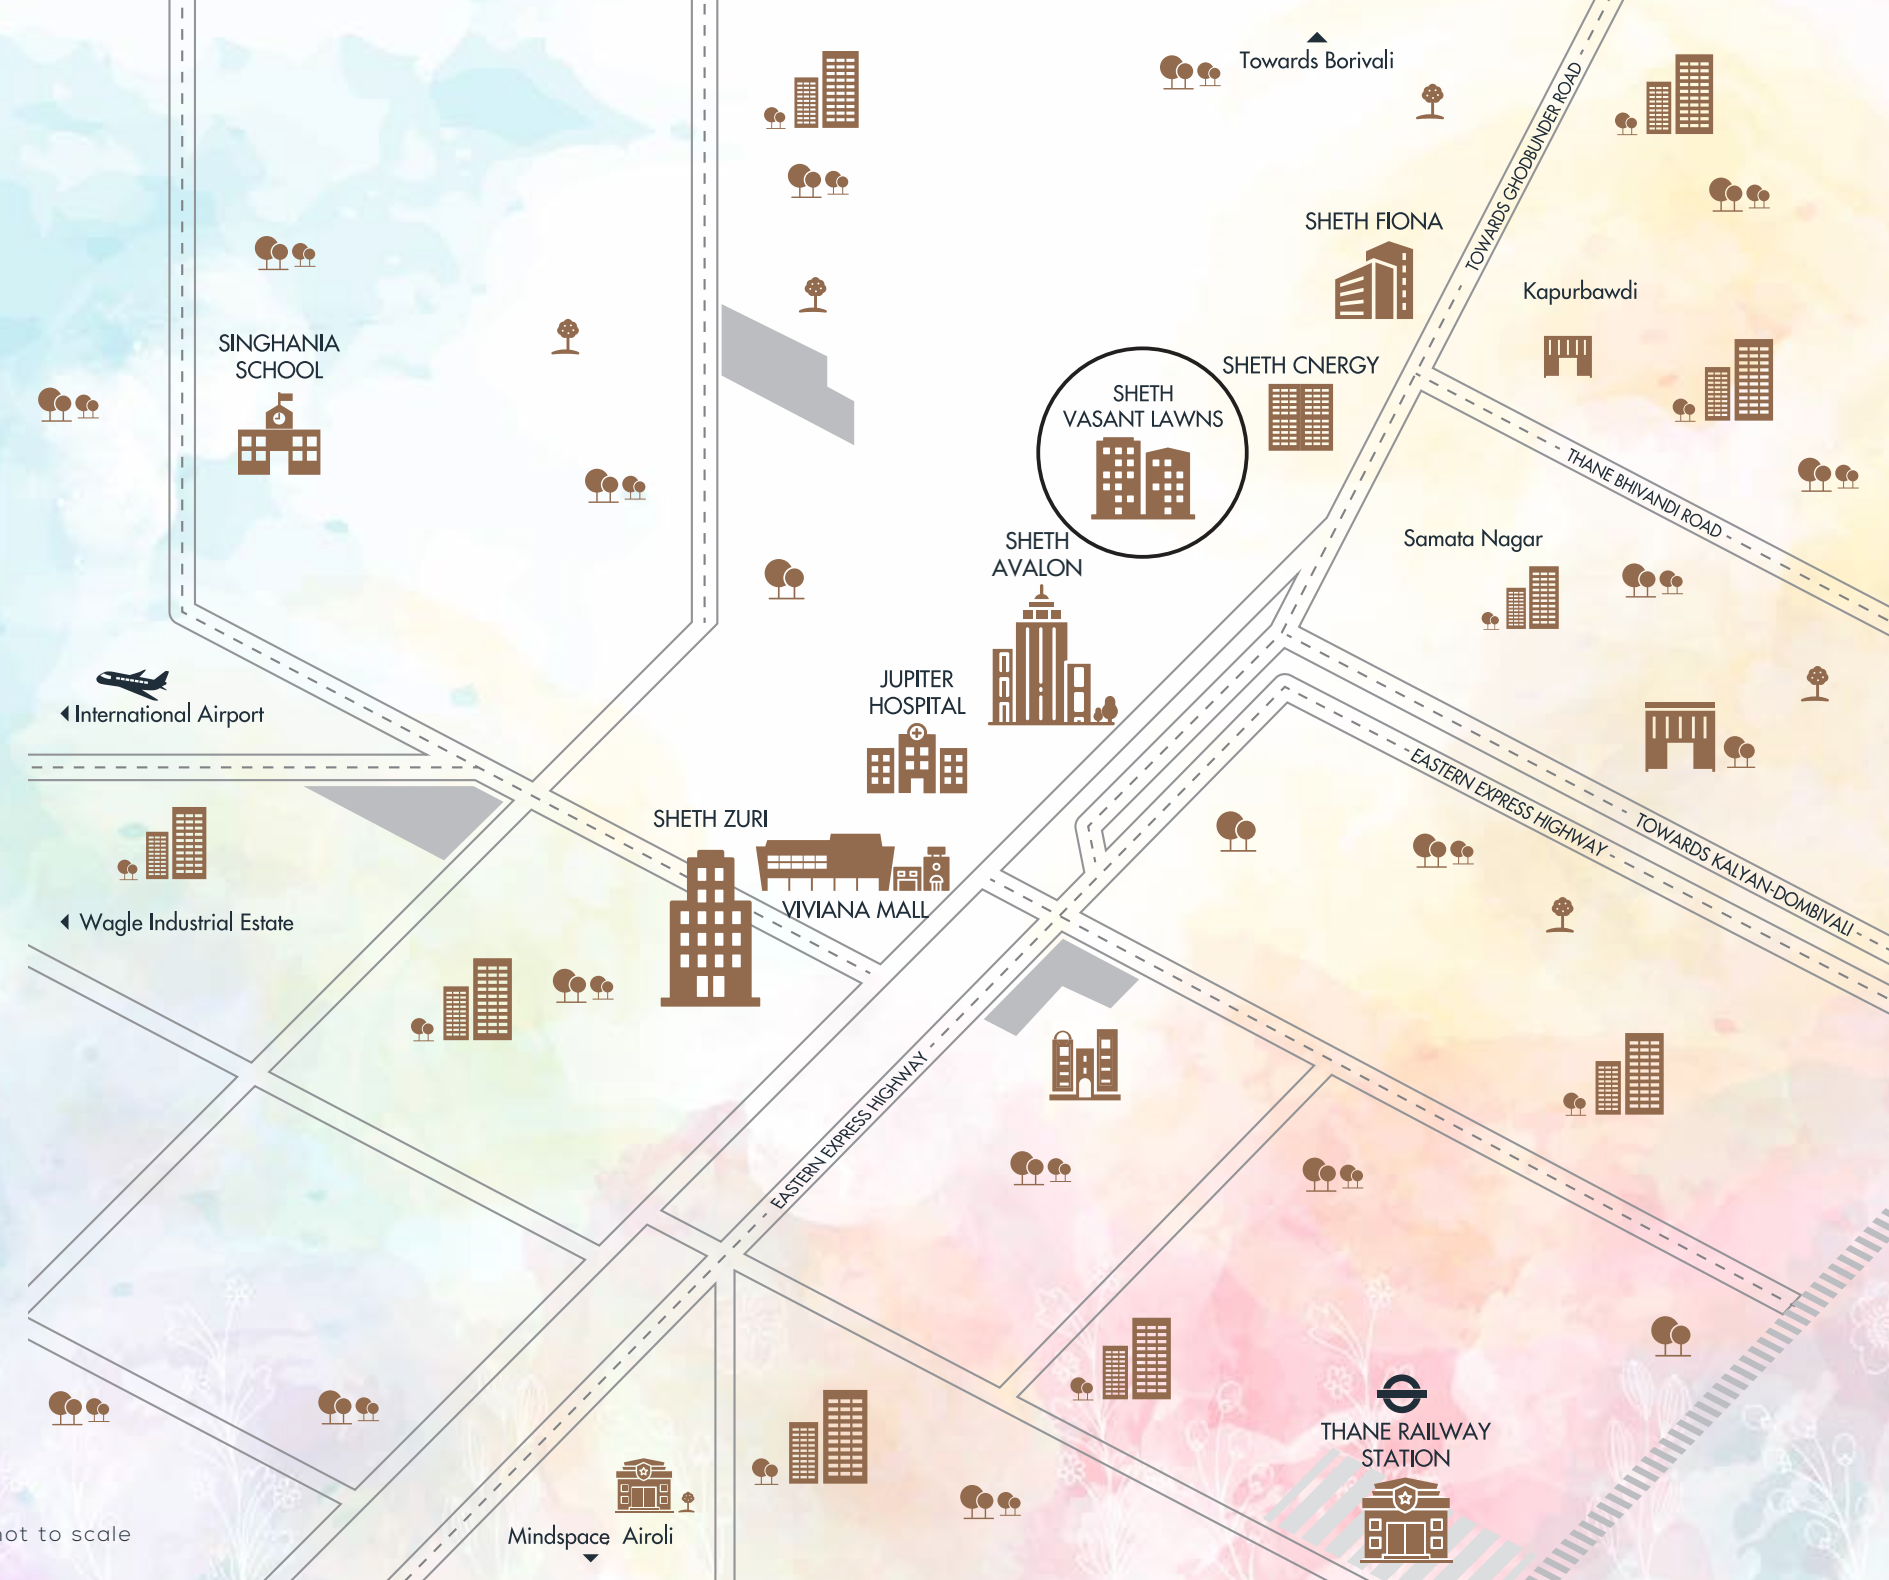 Towards Borivali
TOWARDS GHODBUNDER ROAD
SHETH FIONA
Kapurbawdi
SINGHANIA
SCHOOL
SHETH CNERGY
SHETH
VASANT LAWNS
THANE BHIVANDI ROAD
Samata Nagar
SHETH
AVALON
JUPITER
HOSPITAL
International Airport
EASTERN EXPRESS HIGHWAY
TOWARDS KALYAN-DOMBIVALI
SHETH ZURI
VIVIANA MALL
Wagle Industrial Estate
EASTERN EXPRESS HIGHWAY
THANE RAILWAY
STATION
not to scale
Mindspace, Airoli